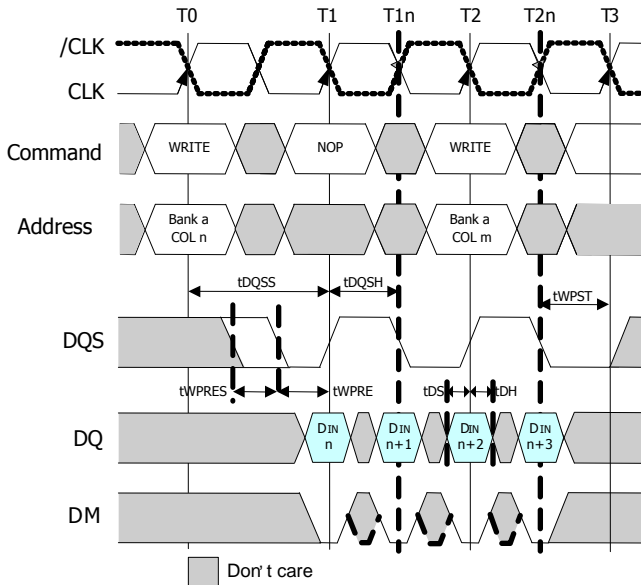 T0 T1 T1n T2 T2n T3
/CLK
CLK
Command WRITE NOP WRITE
Address Bank a COL n Bank a COL m
tDQSS tDQSH tWPST
DQS
tWPRES tWPRE tDS tDH
DQ DIN n DIN n+1 DIN n+2 DIN n+3
DM
Don't care